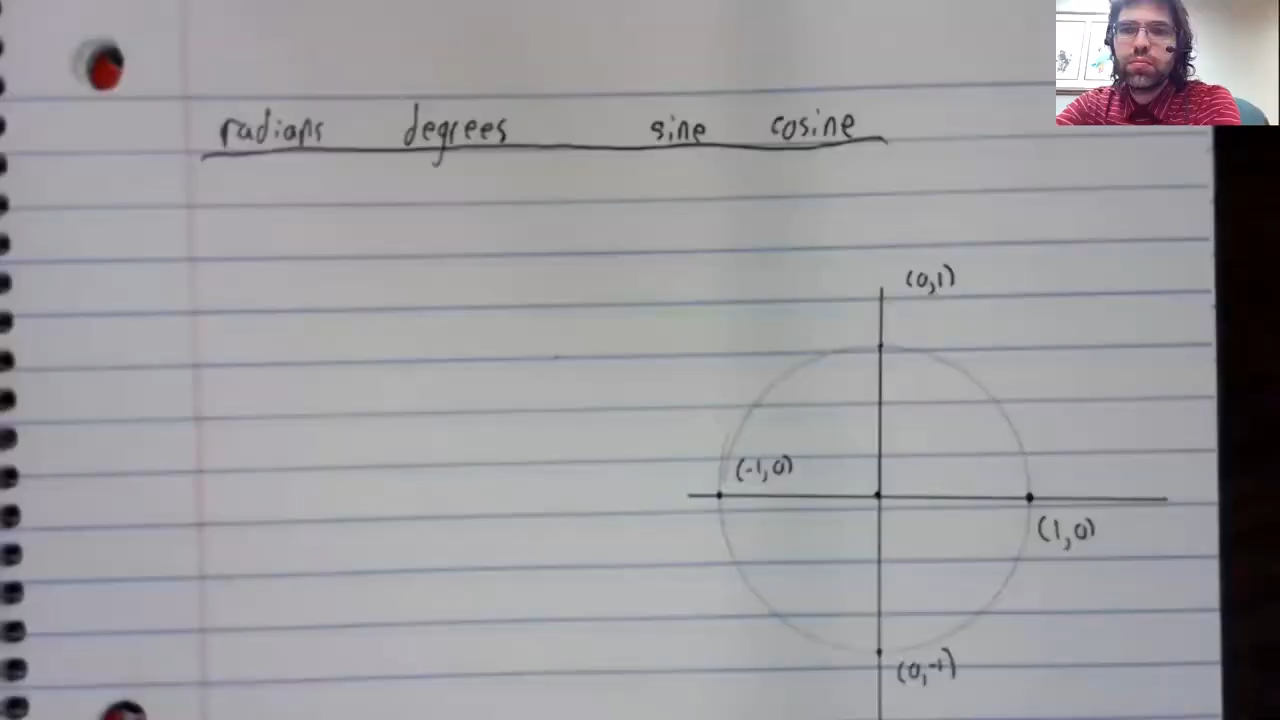 radians degrees sine cosine
(0,1)
(-1,0)
(1,0)
(0,-1)